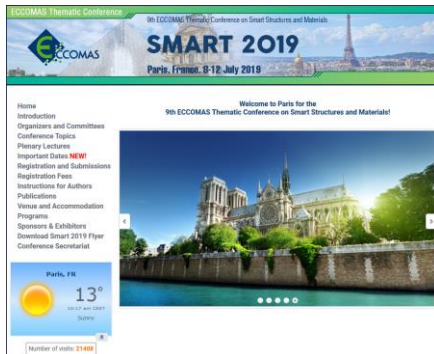 ECCOMAS Thematic Conference
9th ECCOMAS Thematic Conference on Smart Structures and Materials
ECCOMAS
SMART 2019
Paris, France, 8-12 July 2019
Home
Introduction
Organizers and Committees
Conference Topics
Plenary Lectures
Important Dates NEW!
Registration and Submissions
Registration Fees
Instructions for Authors
Publications
Venue and Accommodation
Programs
Sponsors & Exhibitors
Download Smart 2019 Flyer
Conference Secretariat
Welcome to Paris for the
9th ECCOMAS Thematic Conference on Smart Structures and Materials!
Paris, FR
13°
Sunny
Number of visits: 21488